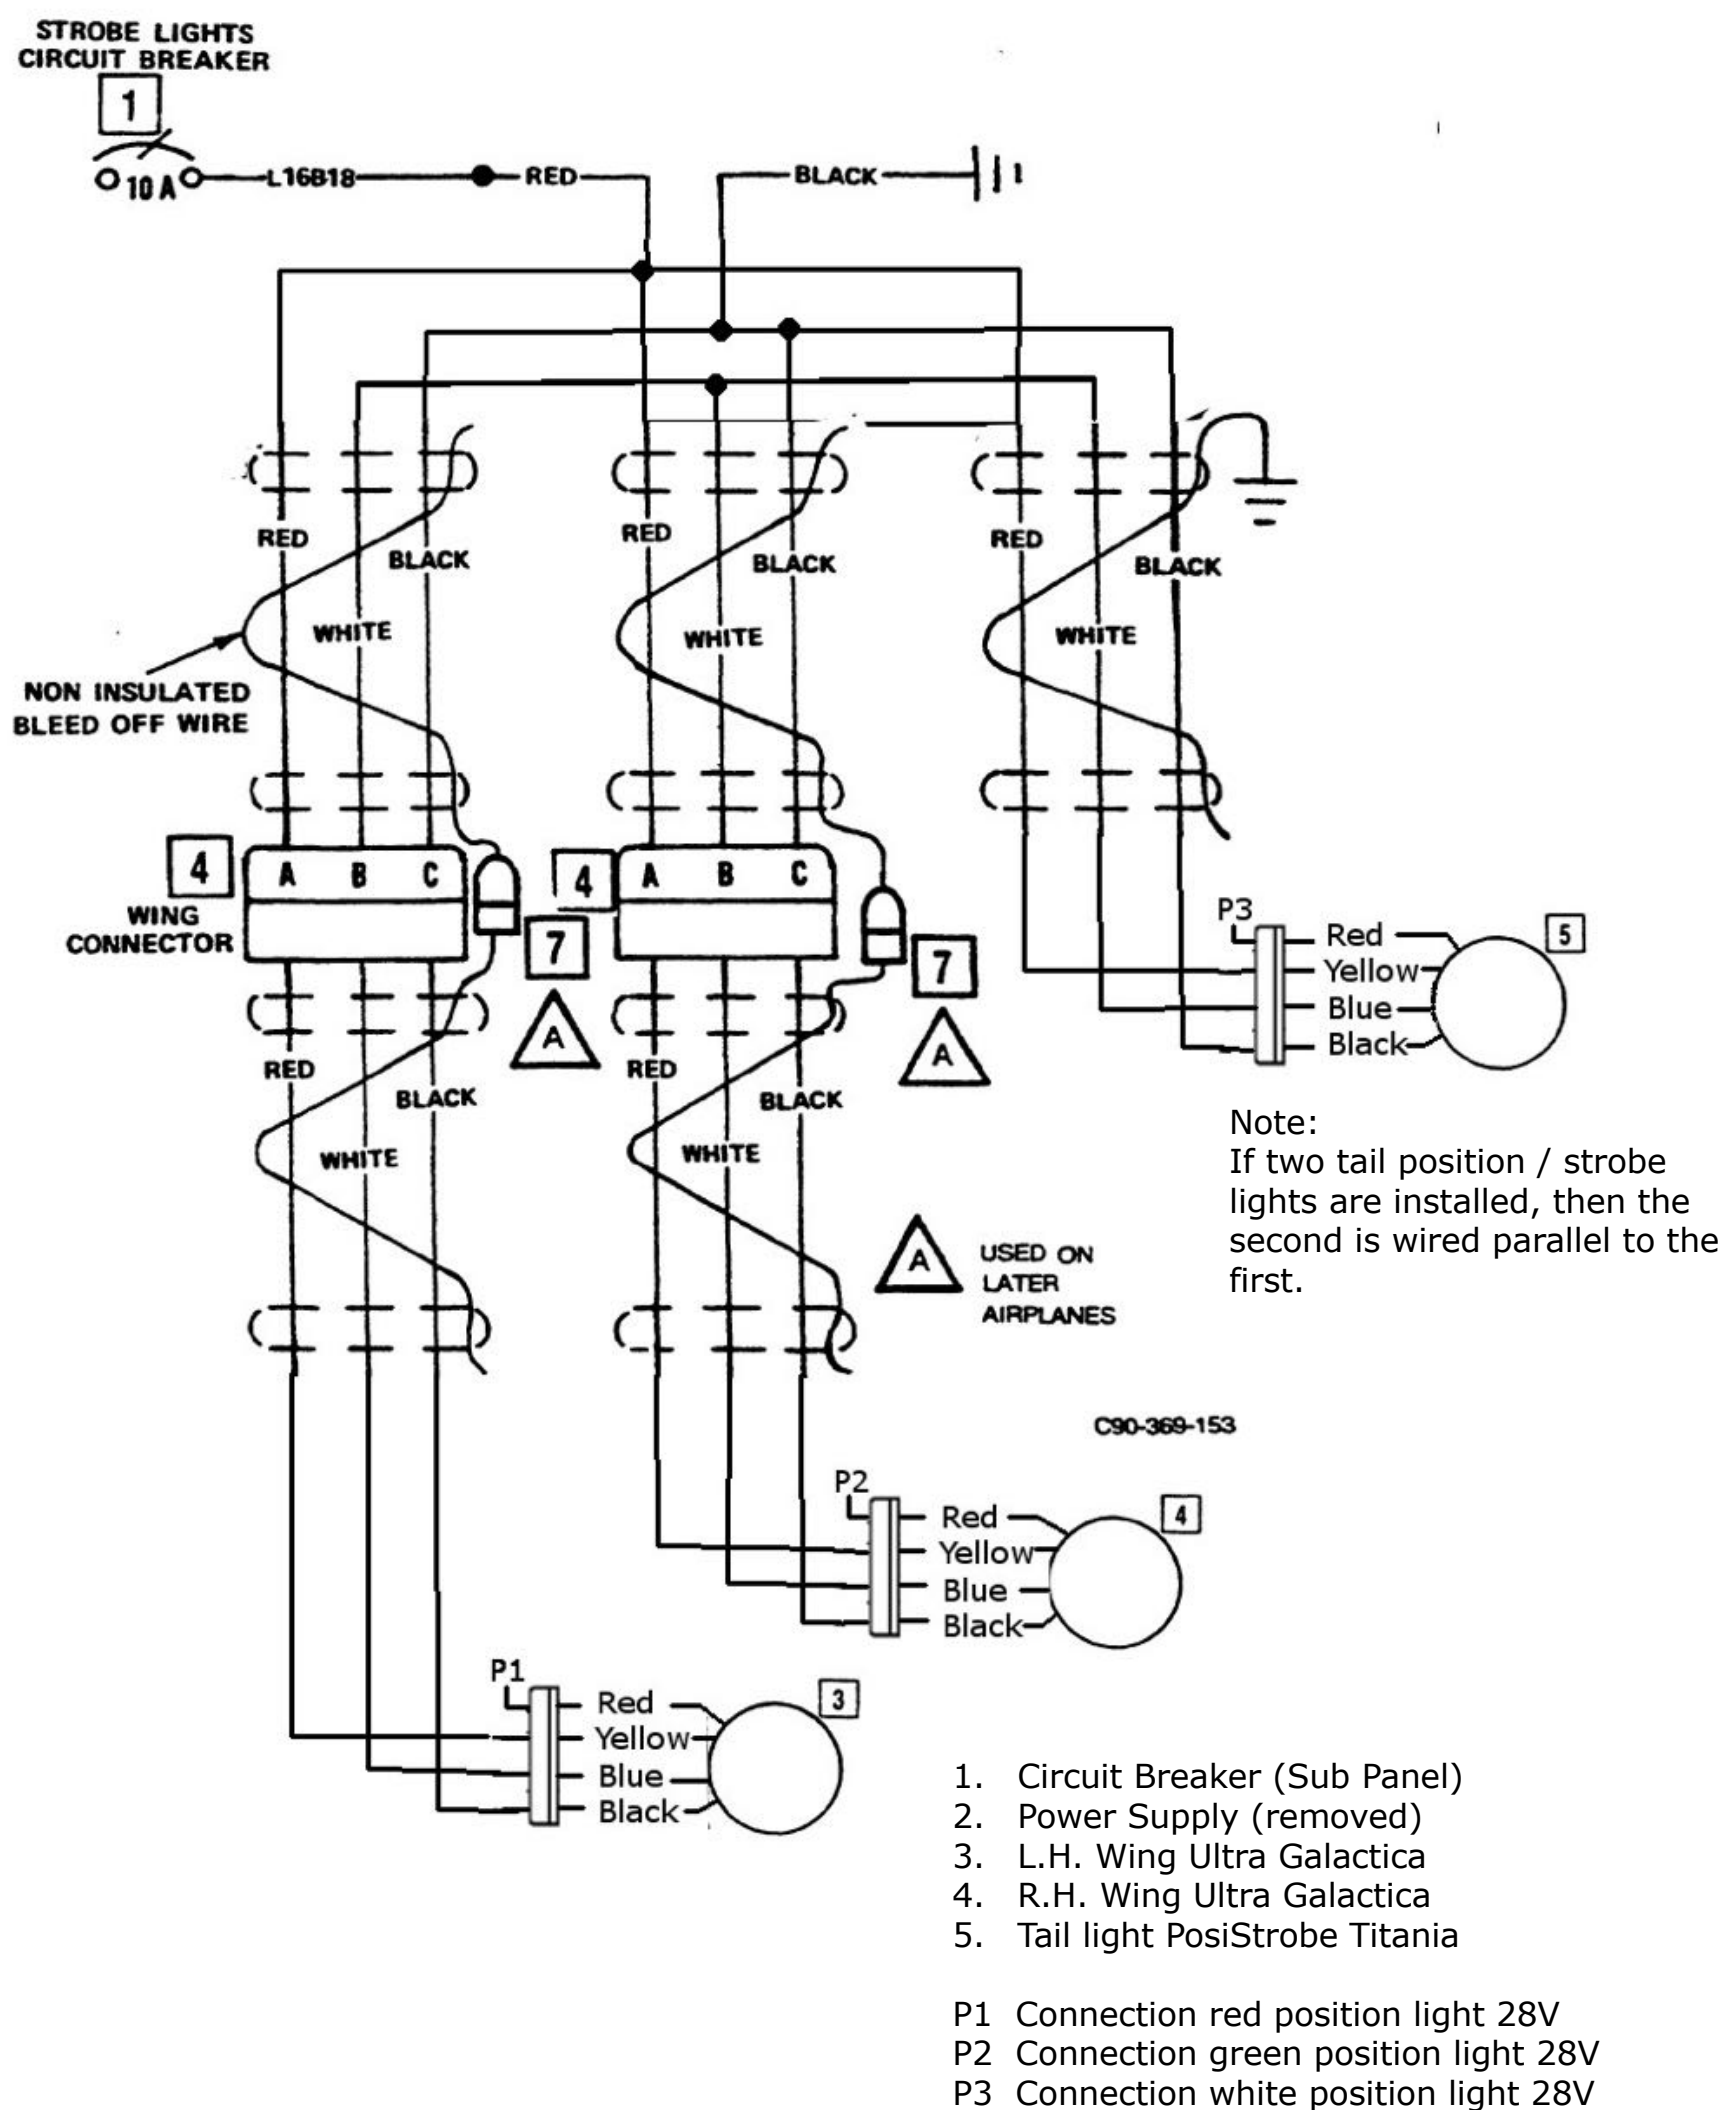 STROBE LIGHTS
CIRCUIT BREAKER
1
10 A
L16B18
RED
BLACK
RED
BLACK
WHITE
RED
BLACK
WHITE
RED
BLACK
WHITE
NON INSULATED
BLEED OFF WIRE
4
A B C
WING
CONNECTOR
7
A
4
A B C
7
A
P3
5
Red
Yellow
Blue
Black
RED
BLACK
WHITE
RED
BLACK
WHITE
Note:
If two tail position / strobe
lights are installed, then the
second is wired parallel to the
first.
A
USED ON
LATER
AIRPLANES
C90-369-153
P2
4
Red
Yellow
Blue
Black
P1
3
Red
Yellow
Blue
Black
1. Circuit Breaker (Sub Panel)
2. Power Supply (removed)
3. L.H. Wing Ultra Galactica
4. R.H. Wing Ultra Galactica
5. Tail light PosiStrobe Titania
P1 Connection red position light 28V
P2 Connection green position light 28V
P3 Connection white position light 28V